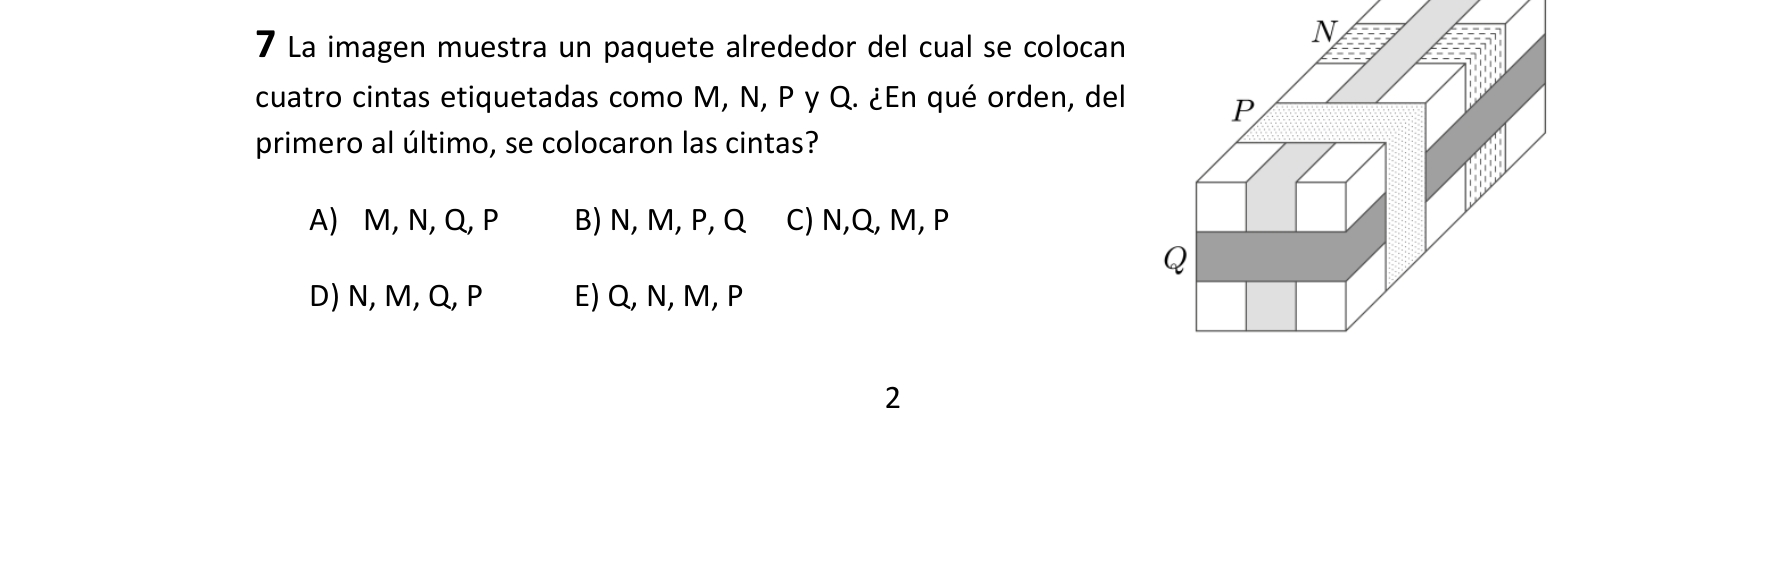 7 La imagen muestra un paquete alrededor del cual se colocan
cuatro cintas etiquetadas como M, N, P y Q. ¿En qué orden, del
primero al último, se colocaron las cintas?
A) M, N, Q, P B) N, M, P, Q C) N,Q, M, P
D) N, M, Q, P E) Q, N, M, P
N
P
Q
2